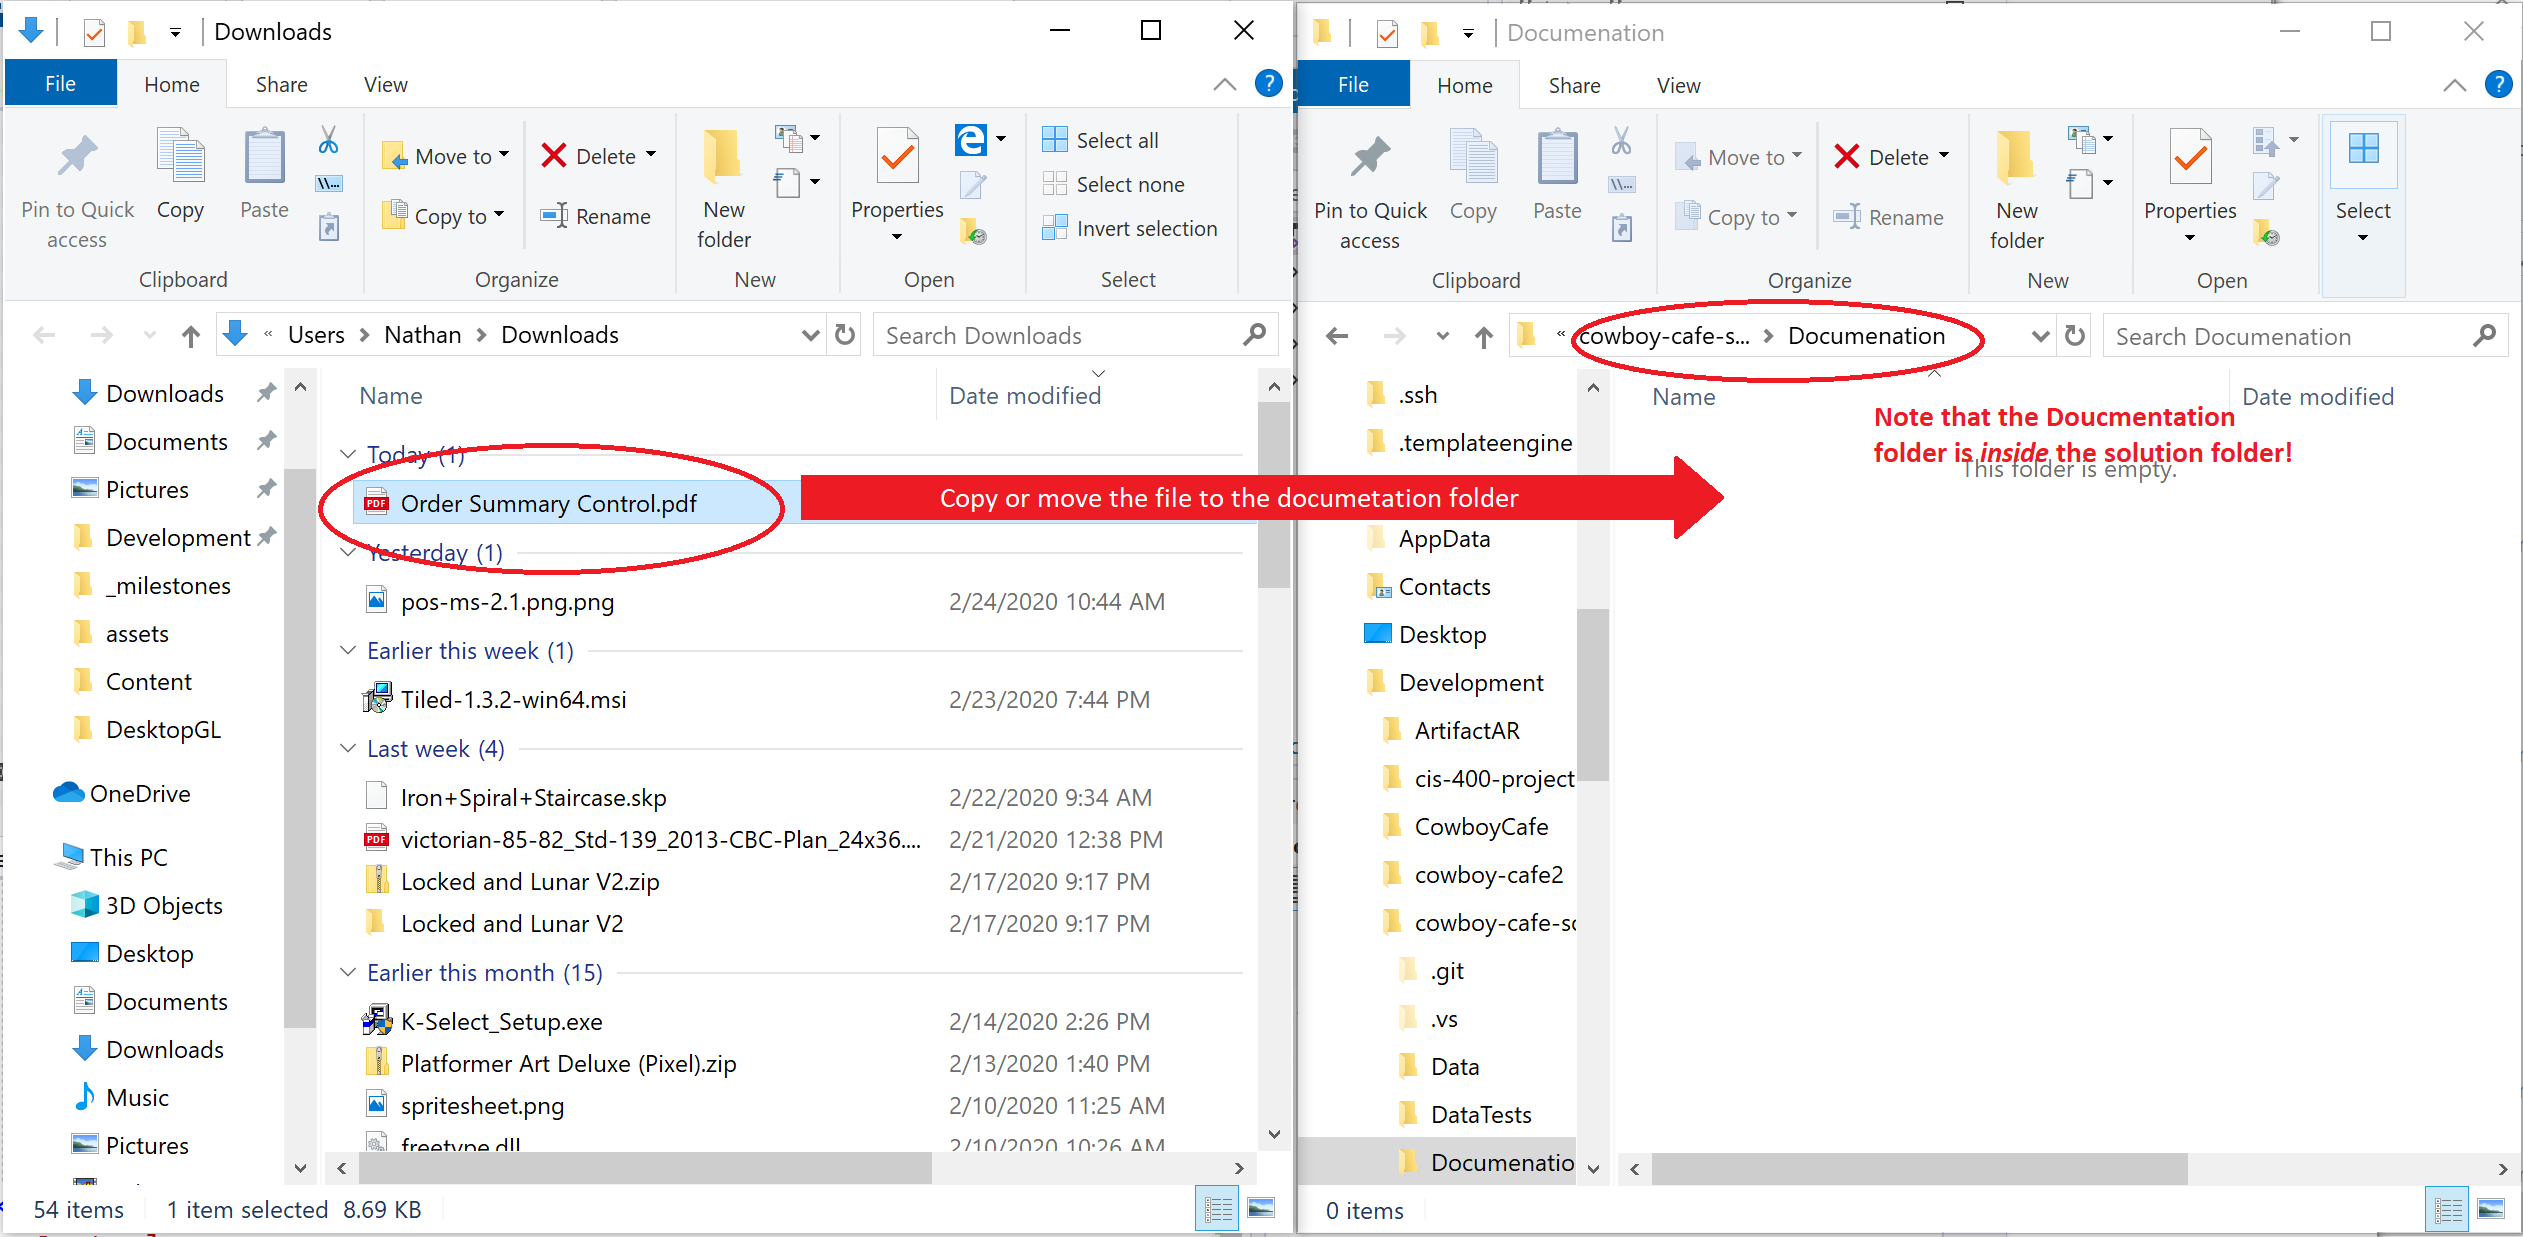 Downloads
File
Home
Share
View
Pin to Quick access
Copy
Paste
Clipboard
Move to
Copy to
Delete
Rename
Organize
New folder
New
Properties
Open
Select all
Select none
Invert selection
Select
« Users > Nathan > Downloads
Search Downloads
Downloads
Documents
Pictures
Development
_milestones
assets
Content
DesktopGL
OneDrive
This PC
3D Objects
Desktop
Documents
Downloads
Music
Pictures
Name Date modified
Today (1)
Order Summary Control.pdf
Yesterday (1)
pos-ms-2.1.png.png 2/24/2020 10:44 AM
Earlier this week (1)
Tiled-1.3.2-win64.msi 2/23/2020 7:44 PM
Last week (4)
Iron+Spiral+Staircase.skp 2/22/2020 9:34 AM
victorian-85-82_Std-139_2013-CBC-Plan_24x36.... 2/21/2020 12:38 PM
Locked and Lunar V2.zip 2/17/2020 9:17 PM
Locked and Lunar V2 2/17/2020 9:17 PM
Earlier this month (15)
K-Select_Setup.exe 2/14/2020 2:26 PM
Platformer Art Deluxe (Pixel).zip 2/13/2020 1:40 PM
spritesheet.png 2/10/2020 11:25 AM
freetype.dll 2/10/2020 10:26 AM
54 items 1 item selected 8.69 KB
Copy or move the file to the documetation folder
Documenation
File
Home
Share
View
Pin to Quick access
Copy
Paste
Clipboard
Move to
Copy to
Delete
Rename
Organize
New folder
New
Properties
Open
Select
« cowboy-cafe-s... > Documenation
Search Documenation
.ssh
.templateengine
AppData
Contacts
Desktop
Development
ArtifactAR
cis-400-project
CowboyCafe
cowboy-cafe2
cowboy-cafe-so
.git
.vs
Data
DataTests
Documenatio
Name Date modified
Note that the Doucmentation
folder is inside the solution folder!
This folder is empty.
0 items